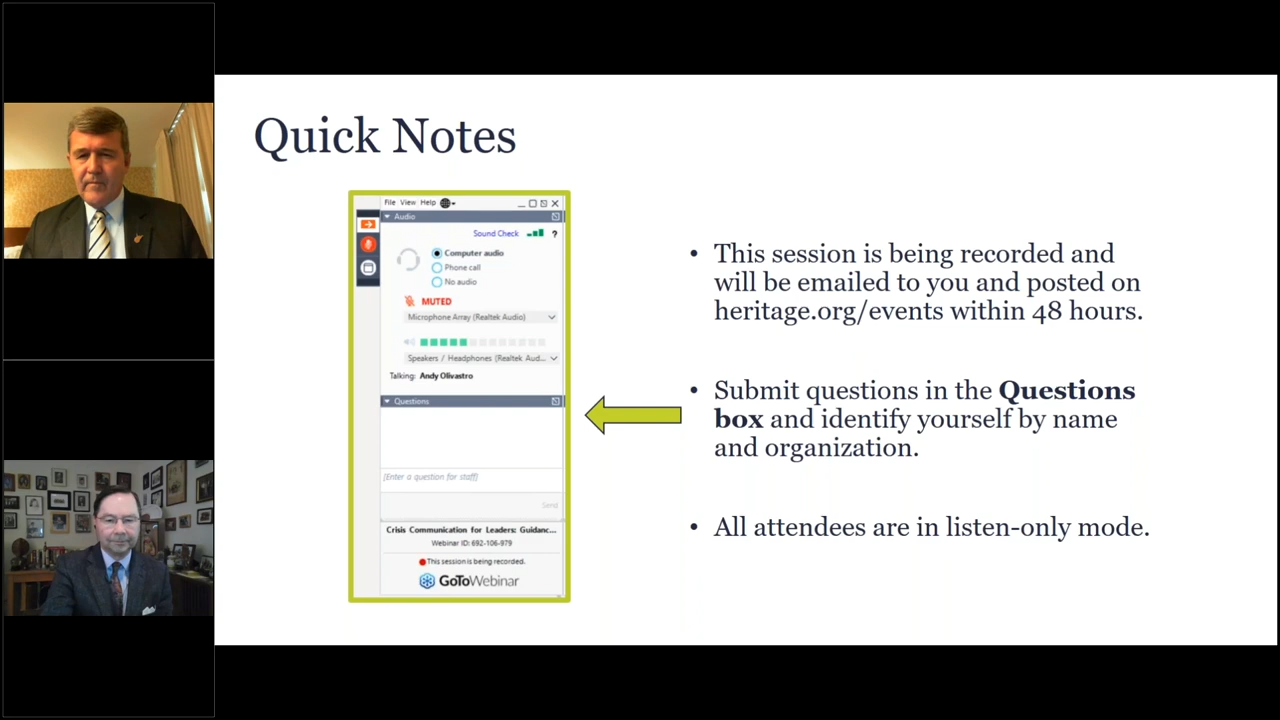 Quick Notes
File View Help
Audio
Sound Check ?
Computer audio
Phone call
No audio
MUTED
Microphone Array (Realtek Audio)
Speakers / Headphones (Realtek Aud...
Talking: Andy Olivastro
Questions
[Enter a question for staff]
Send
Crisis Communication for Leaders: Guidanc...
Webinar ID: 692-106-979
This session is being recorded.
GoToWebinar
• This session is being recorded and
will be emailed to you and posted on
heritage.org/events within 48 hours.
• Submit questions in the Questions
box and identify yourself by name
and organization.
• All attendees are in listen-only mode.